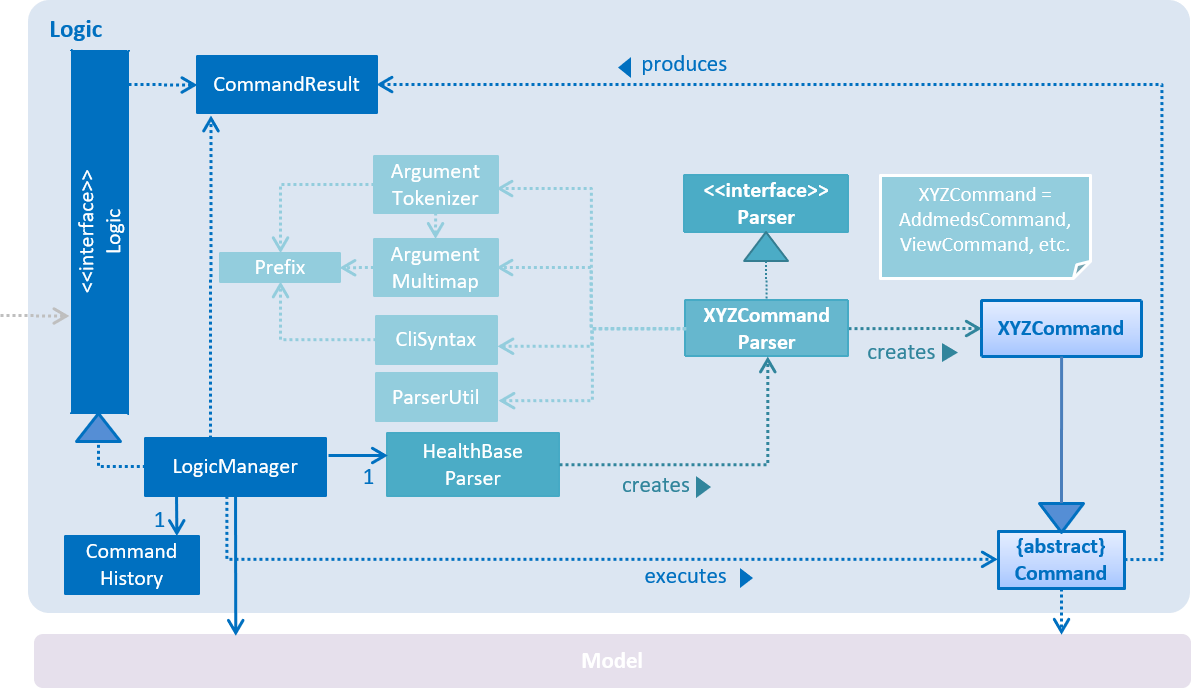 Logic
<<interface>>
Logic
CommandResult
produces
Argument
Tokenizer
<<interface>>
Parser
XYZCommand =
AddmedsCommand,
ViewCommand, etc.
Prefix
Argument
Multimap
CliSyntax
XYZCommand
Parser
creates
XYZCommand
ParserUtil
LogicManager
1
HealthBase
Parser
creates
1
Command
History
executes
{abstract}
Command
Model